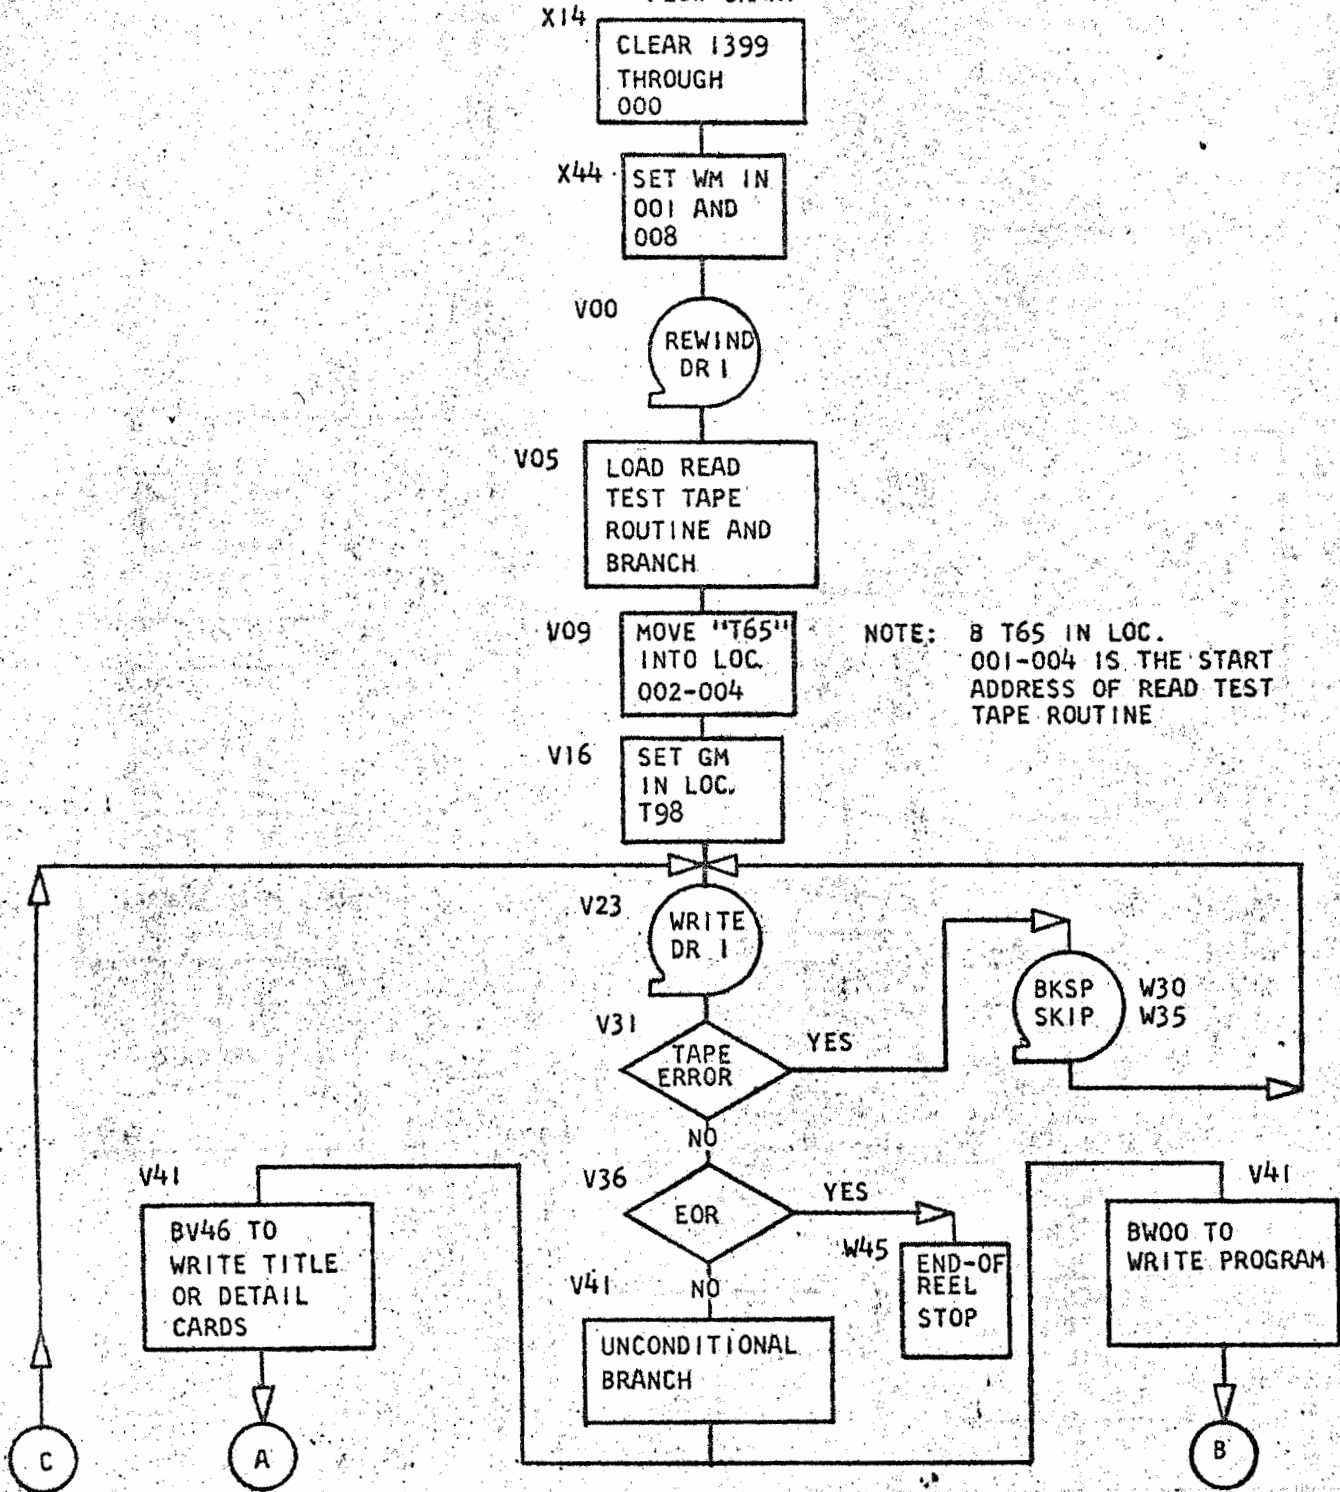 X14
CLEAR 1399
THROUGH
000
X44
SET WM IN
001 AND
008
V00
REWIND
DR 1
V05
LOAD READ
TEST TAPE
ROUTINE AND
BRANCH
V09
MOVE "T65"
INTO LOC.
002-004
NOTE: B T65 IN LOC.
001-004 IS THE START
ADDRESS OF READ TEST
TAPE ROUTINE
V16
SET GM
IN LOC.
T98
V23
WRITE
DR 1
BKSP
SKIP
W30
W35
V31
TAPE
ERROR
YES
NO
V36
EOR
YES
NO
W45
END-OF
REEL
STOP
V41
BV46 TO
WRITE TITLE
OR DETAIL
CARDS
V41
UNCONDITIONAL
BRANCH
V41
BW00 TO
WRITE PROGRAM
C
A
B